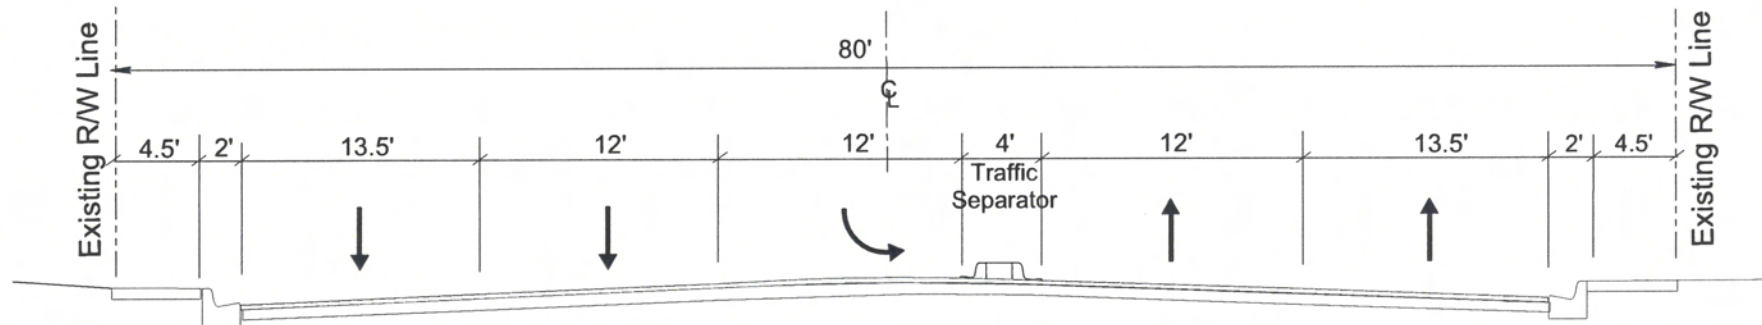 80'
℄
4.5' 2' 13.5' 12' 12' 4' 12' 13.5' 2' 4.5'
Traffic
Separator
Existing R/W Line
Existing R/W Line